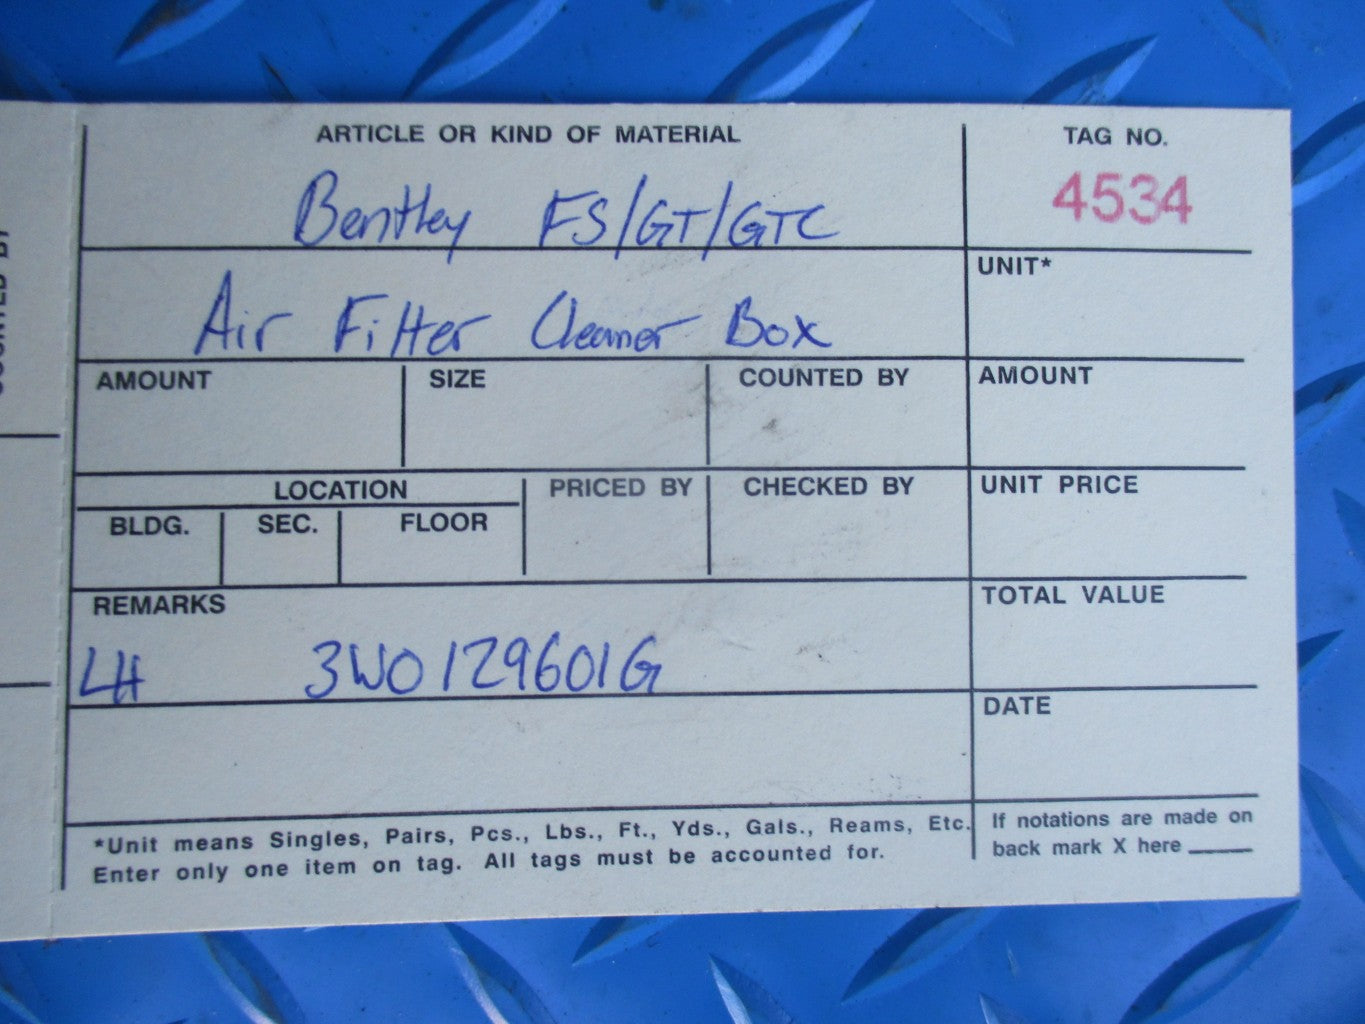 ARTICLE OR KIND OF MATERIAL
Bentley FS/GT/GTC
Air Filter Cleaner Box
TAG NO.
4534
UNIT*
AMOUNT
SIZE
COUNTED BY
AMOUNT
LOCATION
BLDG.
SEC.
FLOOR
PRICED BY
CHECKED BY
UNIT PRICE
REMARKS
LH 3W0129601G
TOTAL VALUE
DATE
*Unit means Singles, Pairs, Pcs., Lbs., Ft., Yds., Gals., Reams, Etc.
Enter only one item on tag. All tags must be accounted for.
If notations are made on
back mark X here